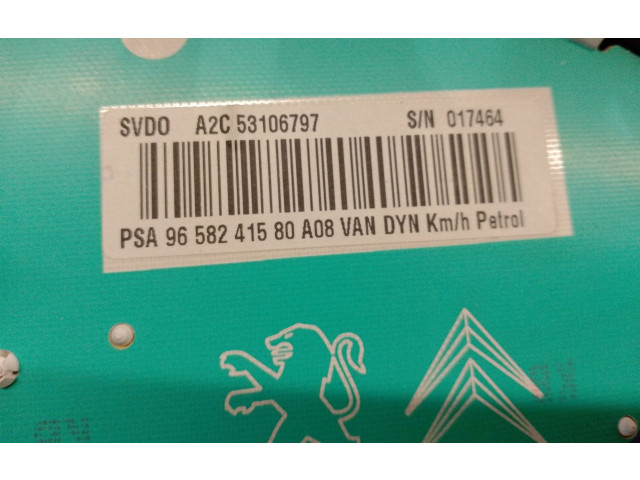 SVDO A2C 53106797 S/N 017464
PSA 96 582 415 80 A08 VAN DYN Km/h Petrol